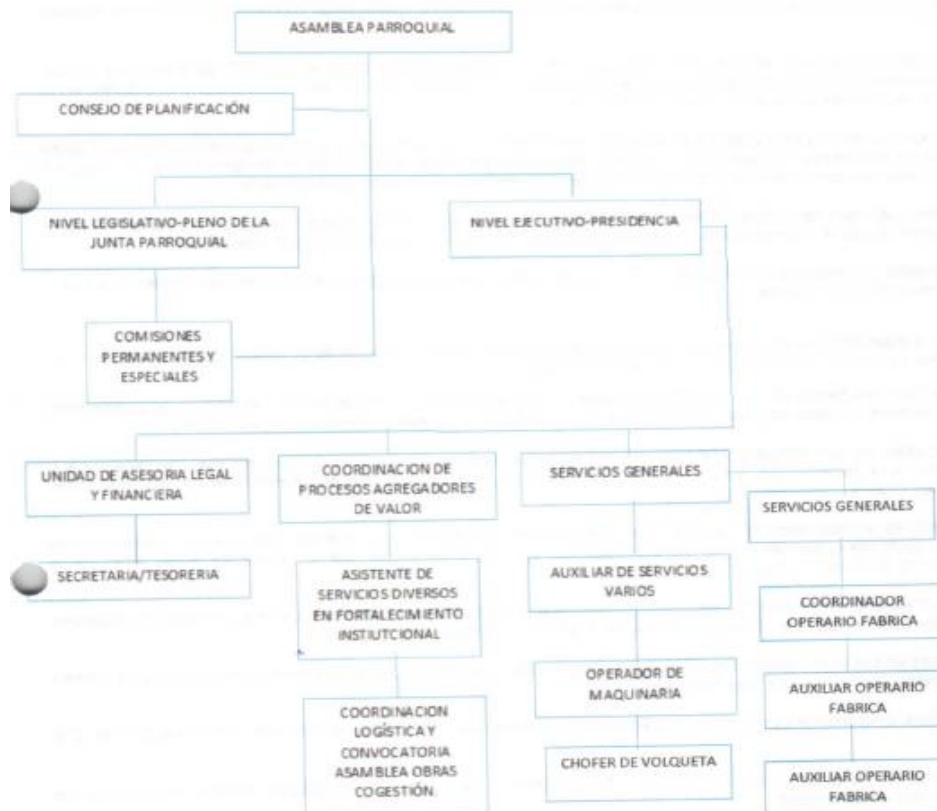 ASAMBLEA PARROQUIAL
CONSEJO DE PLANIFICACIÓN
NIVEL LEGISLATIVO-PLENO DE LA
JUNTA PARROQUIAL
NIVEL EJECUTIVO-PRESIDENCIA
COMISIONES
PERMANENTES Y
ESPECIALES
UNIDAD DE ASESORIA LEGAL
Y FINANCIERA
SECRETARIA/TESORERIA
COORDINACION DE
PROCESOS AGREGADORES
DE VALOR
ASISTENTE DE
SERVICIOS DIVERSOS
EN FORTALECIMIENTO
INSTIUTCIONAL
COORDINACION
LOGÍSTICA Y
CONVOCATORIA
ASAMBLEA OBRAS
COGESTIÓN.
SERVICIOS GENERALES
AUXILIAR DE SERVICIOS
VARIOS
OPERADOR DE
MAQUINARIA
CHOFER DE VOLQUETA
SERVICIOS GENERALES
COORDINADOR
OPERARIO FABRICA
AUXILIAR OPERARIO
FABRICA
AUXILIAR OPERARIO
FABRICA